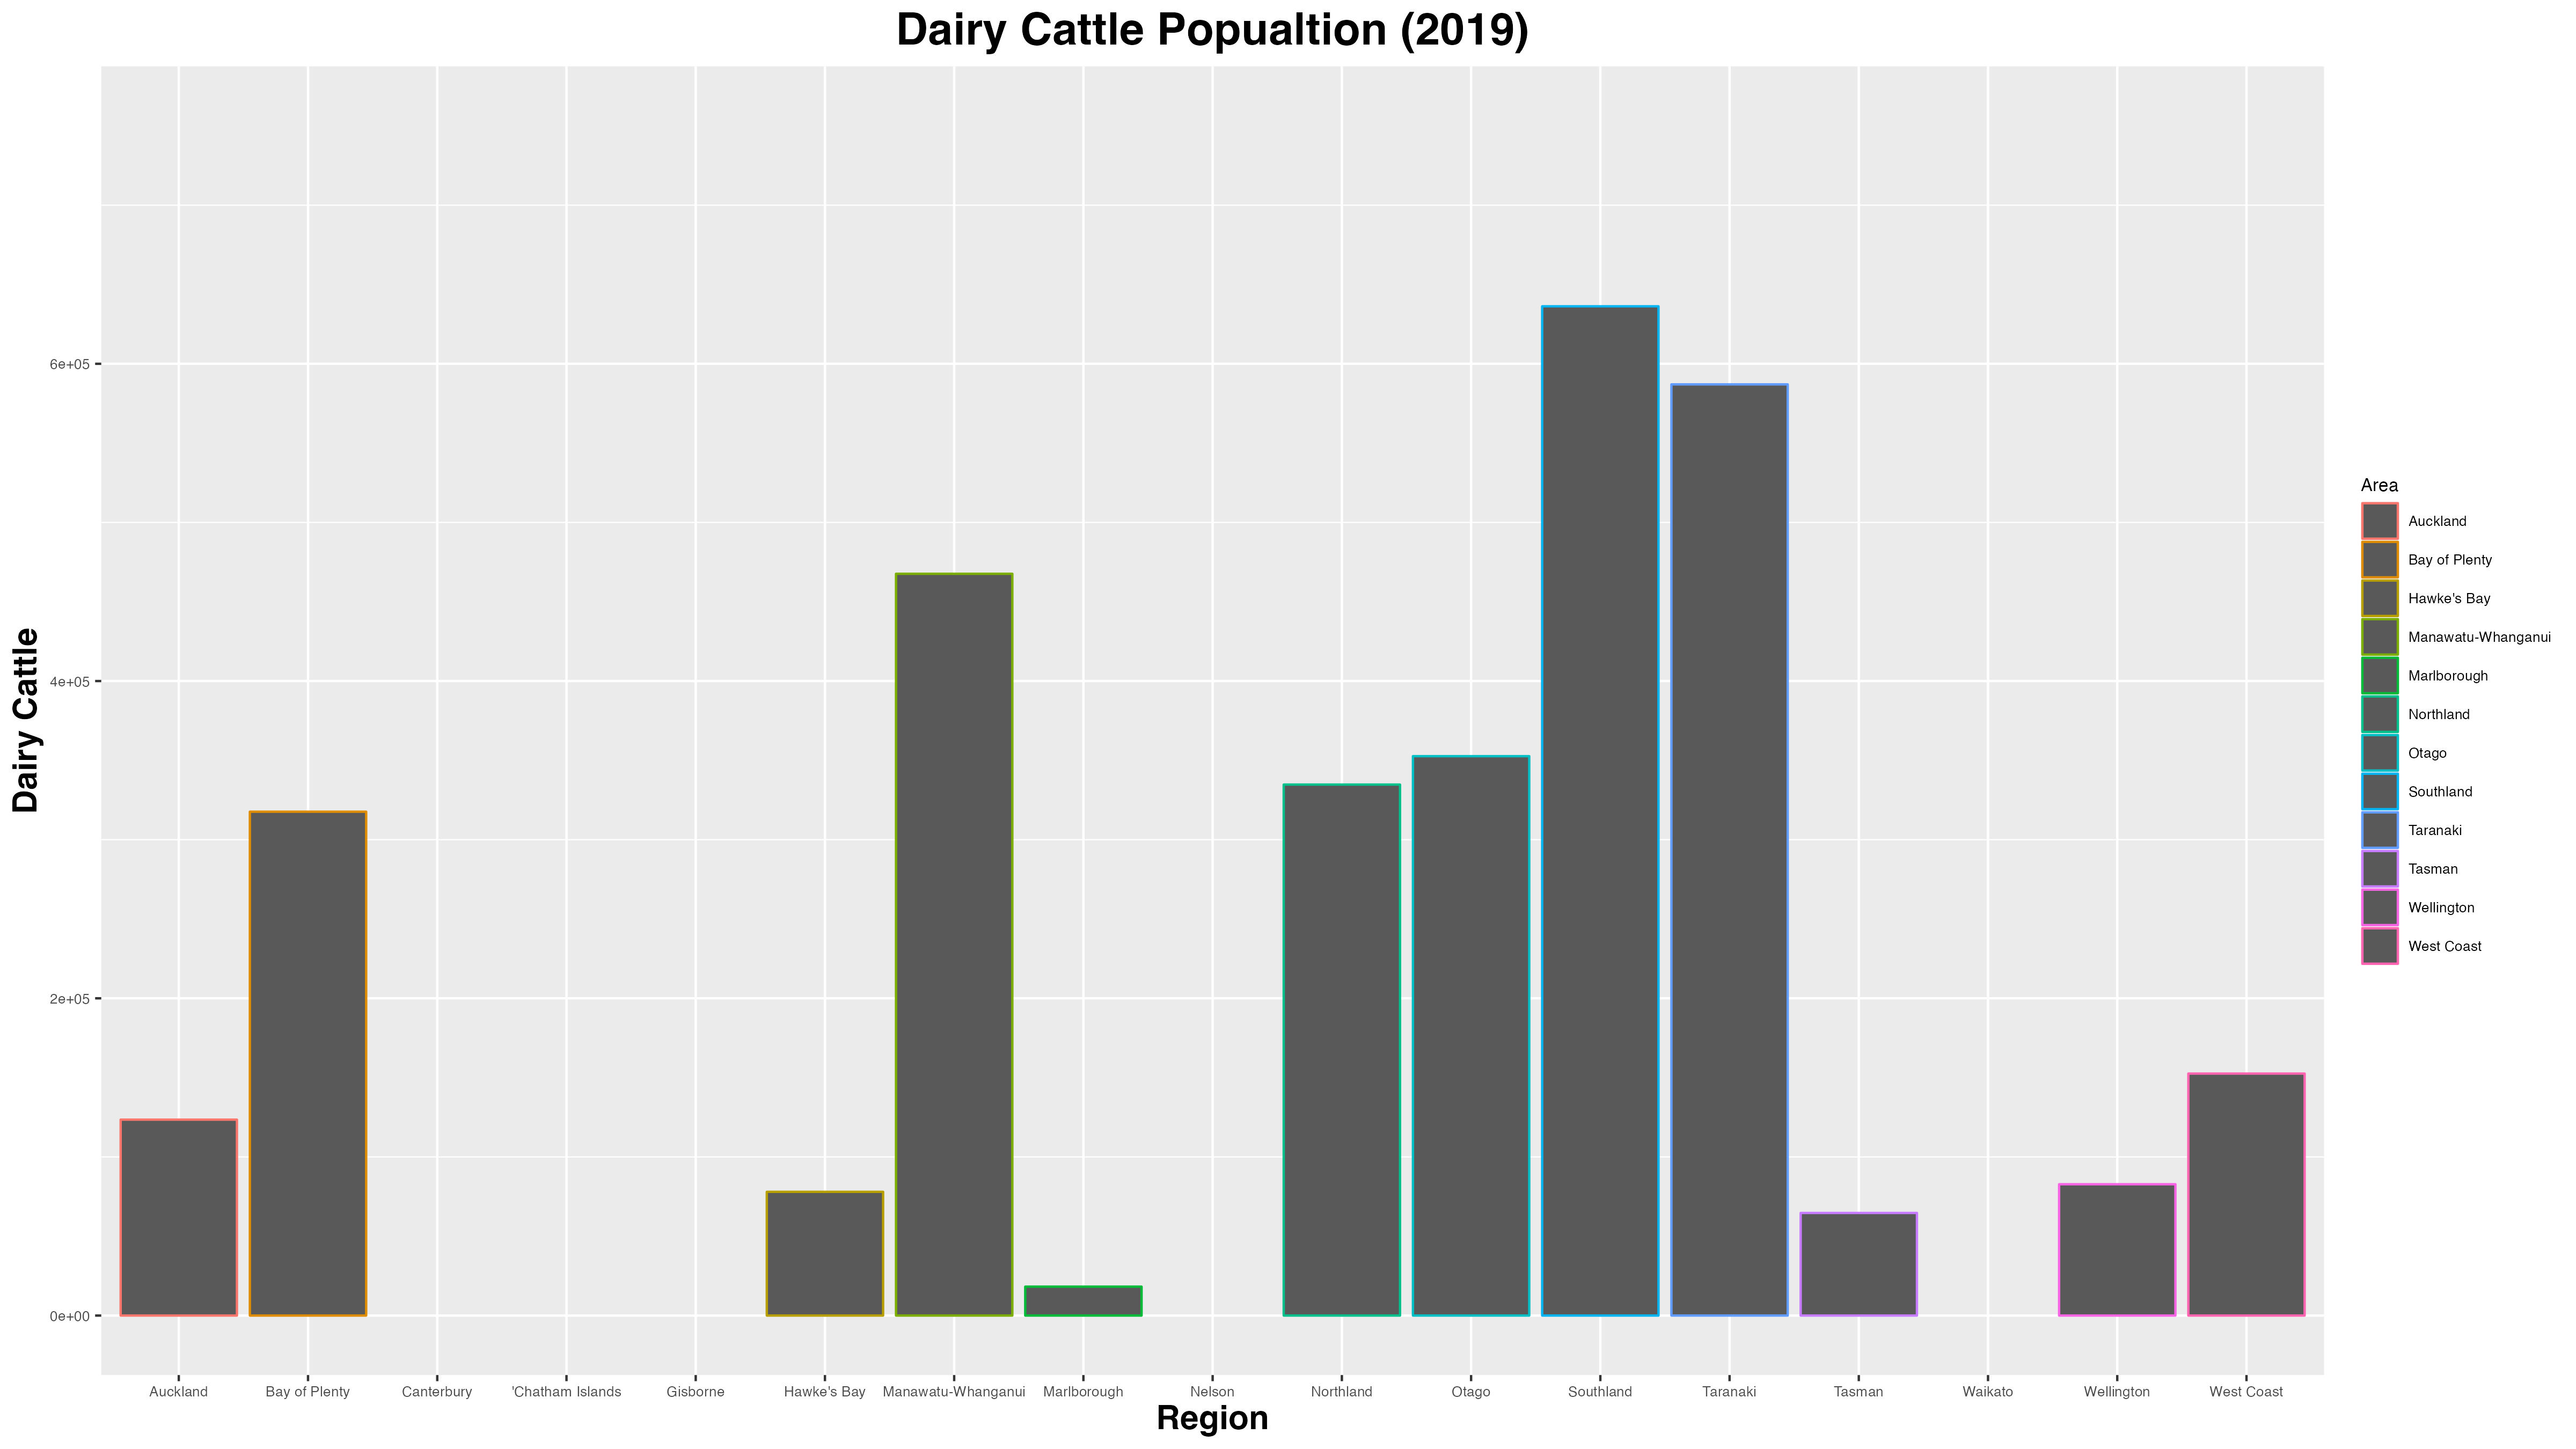 Dairy Cattle Popualtion (2019)
Dairy Cattle
6e+05
4e+05
2e+05
0e+00
Auckland
Bay of Plenty
Canterbury
'Chatham Islands
Gisborne
Hawke's Bay
Manawatu-Whanganui
Marlborough
Nelson
Northland
Otago
Southland
Taranaki
Tasman
Waikato
Wellington
West Coast
Region
Area
Auckland
Bay of Plenty
Hawke's Bay
Manawatu-Whanganui
Marlborough
Northland
Otago
Southland
Taranaki
Tasman
Wellington
West Coast